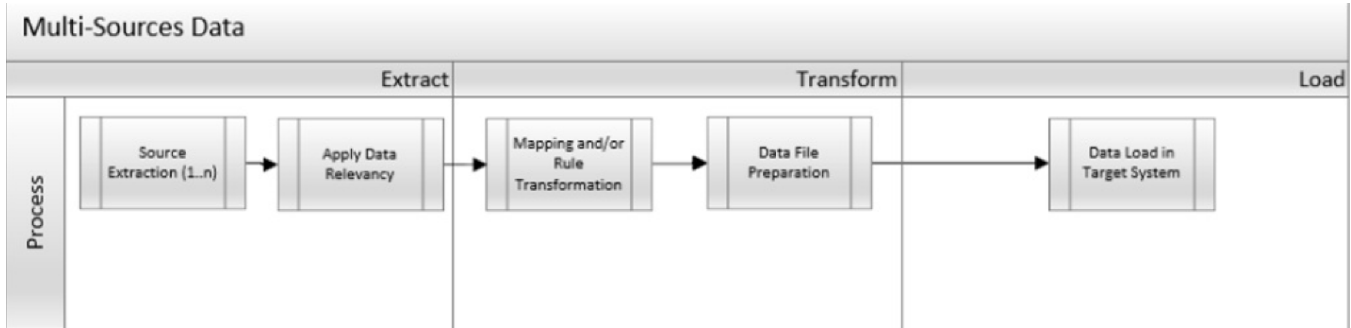 Multi-Sources Data
Extract
Transform
Load
Process
Source
Extraction (1..n)
Apply Data
Relevancy
Mapping and/or
Rule
Transformation
Data File
Preparation
Data Load in
Target System